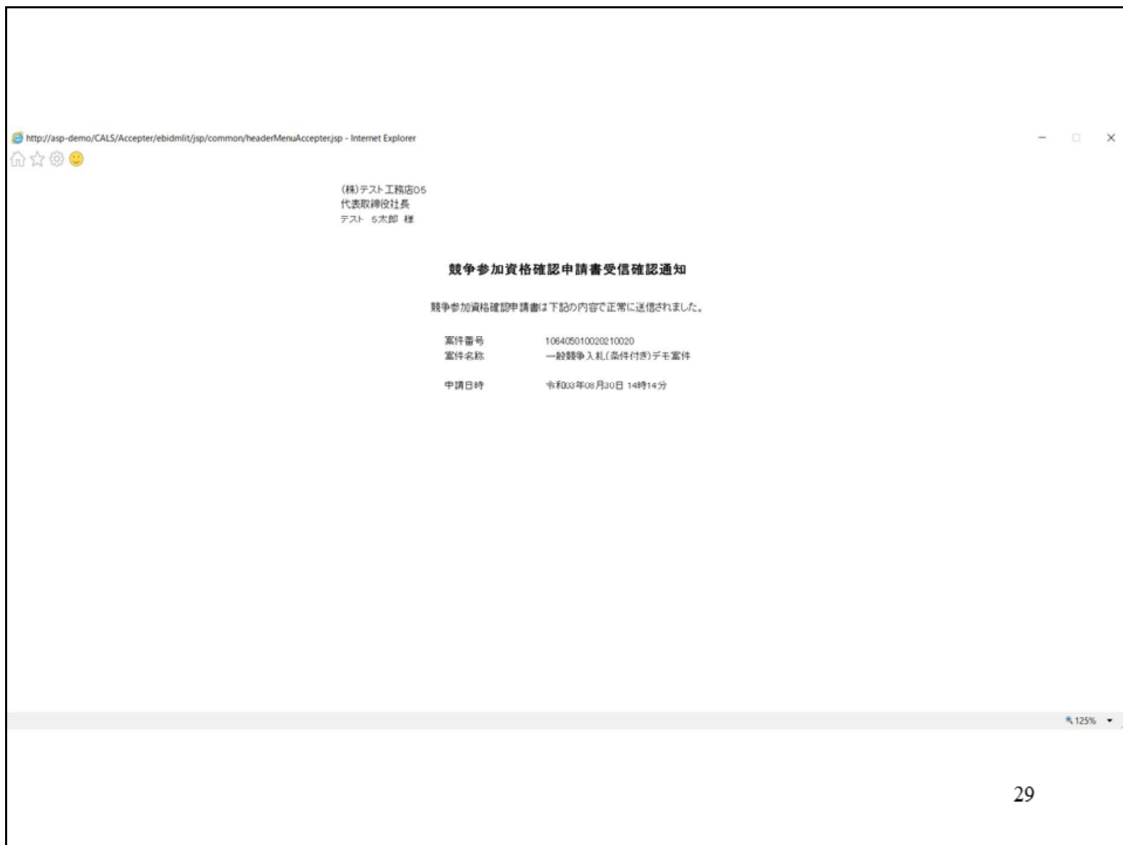 http://asp-demo/CALS/Accepter/ebidmlit/jsp/common/headerMenuAccepter.jsp - Internet Explorer
(株)テスト工務店05
代表取締役社長
テスト 5太郎 様
競争参加資格確認申請書受信確認通知
競争参加資格確認申請書は下記の内容で正常に送信されました。
案件番号 106405010020210020
案件名称 一般競争入札(条件付き)デモ案件
申請日時 令和03年08月30日 14時14分
125%
29